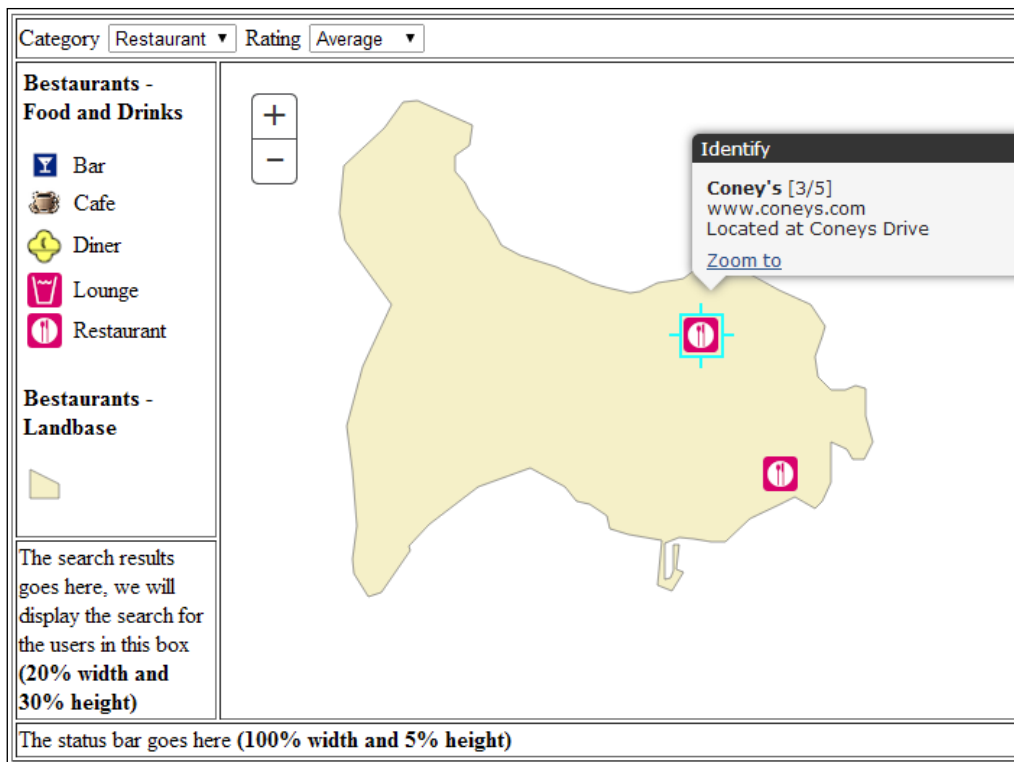 Category Restaurant ▼ Rating Average ▼
Bestaurants -
Food and Drinks
Bar
Cafe
Diner
Lounge
Restaurant
Bestaurants -
Landbase
The search results
goes here, we will
display the search for
the users in this box
(20% width and
30% height)
+
−
Identify
Coney's [3/5]
www.coneys.com
Located at Coneys Drive
Zoom to
The status bar goes here (100% width and 5% height)